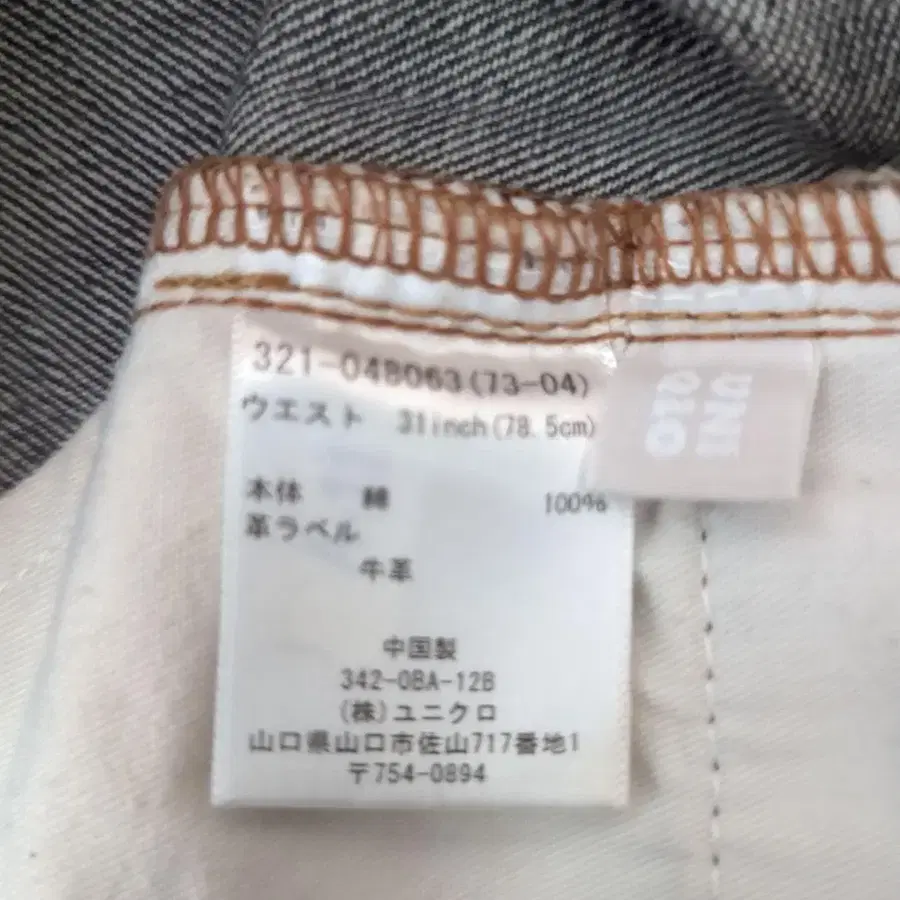 321-048063(73-04)
ウエスト 31inch(78.5cm)
本体 綿 100%
革ラベル
牛革
中国製
342-0BA-12B
(株)ユニクロ
山口県山口市佐山717番地1
〒754-0894
UNI
QLO